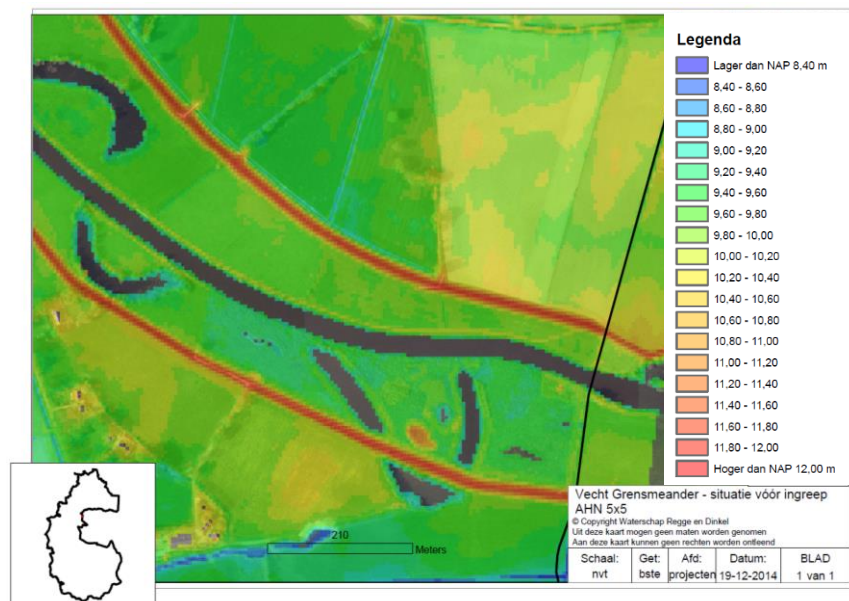 Legenda
Lager dan NAP 8,40 m
8,40 - 8,60
8,60 - 8,80
8,80 - 9,00
9,00 - 9,20
9,20 - 9,40
9,40 - 9,60
9,60 - 9,80
9,80 - 10,00
10,00 - 10,20
10,20 - 10,40
10,40 - 10,60
10,60 - 10,80
10,80 - 11,00
11,00 - 11,20
11,20 - 11,40
11,40 - 11,60
11,60 - 11,80
11,80 - 12,00
Hoger dan NAP 12,00 m
210
Meters
Vecht Grensmeander - situatie vóór ingreep
AHN 5x5
© Copyright Waterschap Regge en Dinkel
Uit deze kaart mogen geen maten worden genomen
Aan deze kaart kunnen geen rechten worden ontleend
Schaal: Get: Afd: Datum: BLAD
nvt bste projecten 19-12-2014 1 van 1